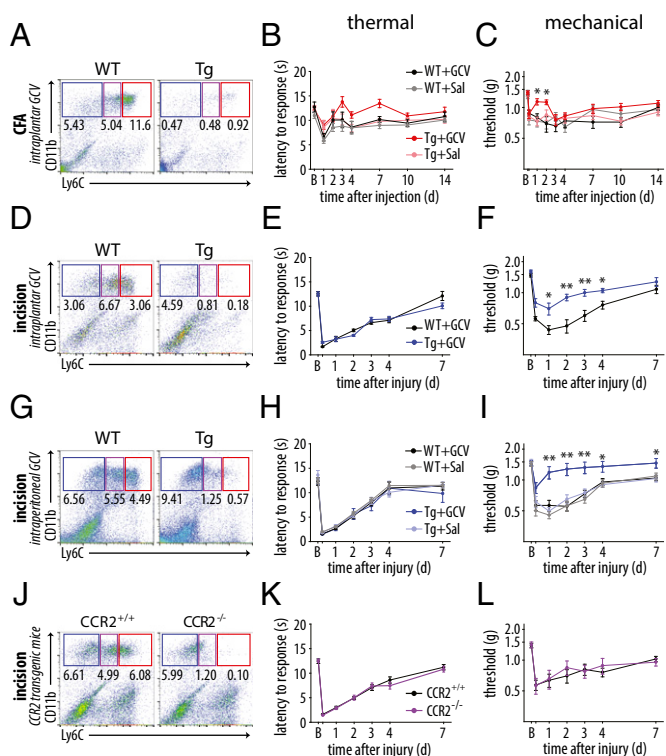 thermal mechanical
A B C
WT Tg
CFA
intraplantar GCV
CD11b
5.43 5.04 11.6 0.47 0.48 0.92
Ly6C
latency to response (s)
20
15
10
5
0
B 1 2 3 4 7 10 14
time after injection (d)
WT+GCV
WT+Sal
Tg+GCV
Tg+Sal
threshold (g)
2.0
1.5
1.0
0.5
* *
B 1 2 3 4 7 10 14
time after injection (d)
D E F
WT Tg
incision
intraplantar GCV
CD11b
3.06 6.67 3.06 4.59 0.81 0.18
Ly6C
latency to response (s)
20
15
10
5
0
B 1 2 3 4 7
time after injury (d)
WT+GCV
Tg+GCV
threshold (g)
2.0
1.5
1.0
0.5
* ** ** *
B 1 2 3 4 7
time after injury (d)
G H I
WT Tg
incision
intraperitoneal GCV
CD11b
6.56 5.55 4.49 9.41 1.25 0.57
Ly6C
latency to response (s)
20
15
10
5
0
B 1 2 3 4 7
time after injury (d)
WT+GCV
WT+Sal
Tg+GCV
Tg+Sal
threshold (g)
2.0
1.5
1.0
0.5
** ** ** * *
B 1 2 3 4 7
time after injury (d)
J K L
CCR2+/+ CCR2-/-
incision
CCR2 transgenic mice
CD11b
6.61 4.99 6.08 5.99 1.20 0.10
Ly6C
latency to response (s)
20
15
10
5
0
B 1 2 3 4 7
time after injury (d)
CCR2+/+
CCR2-/-
threshold (g)
2.0
1.5
1.0
0.5
B 1 2 3 4 7
time after injury (d)